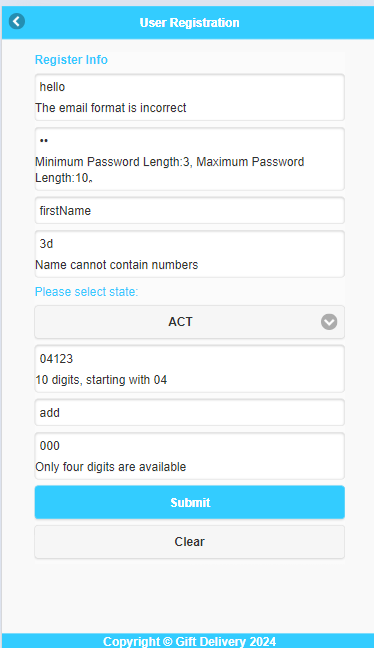 User Registration
Register Info
hello
The email format is incorrect
••
Minimum Password Length:3, Maximum Password
Length:10。
firstName
3d
Name cannot contain numbers
Please select state:
ACT
04123
10 digits, starting with 04
add
000
Only four digits are available
Submit
Clear
Copyright © Gift Delivery 2024